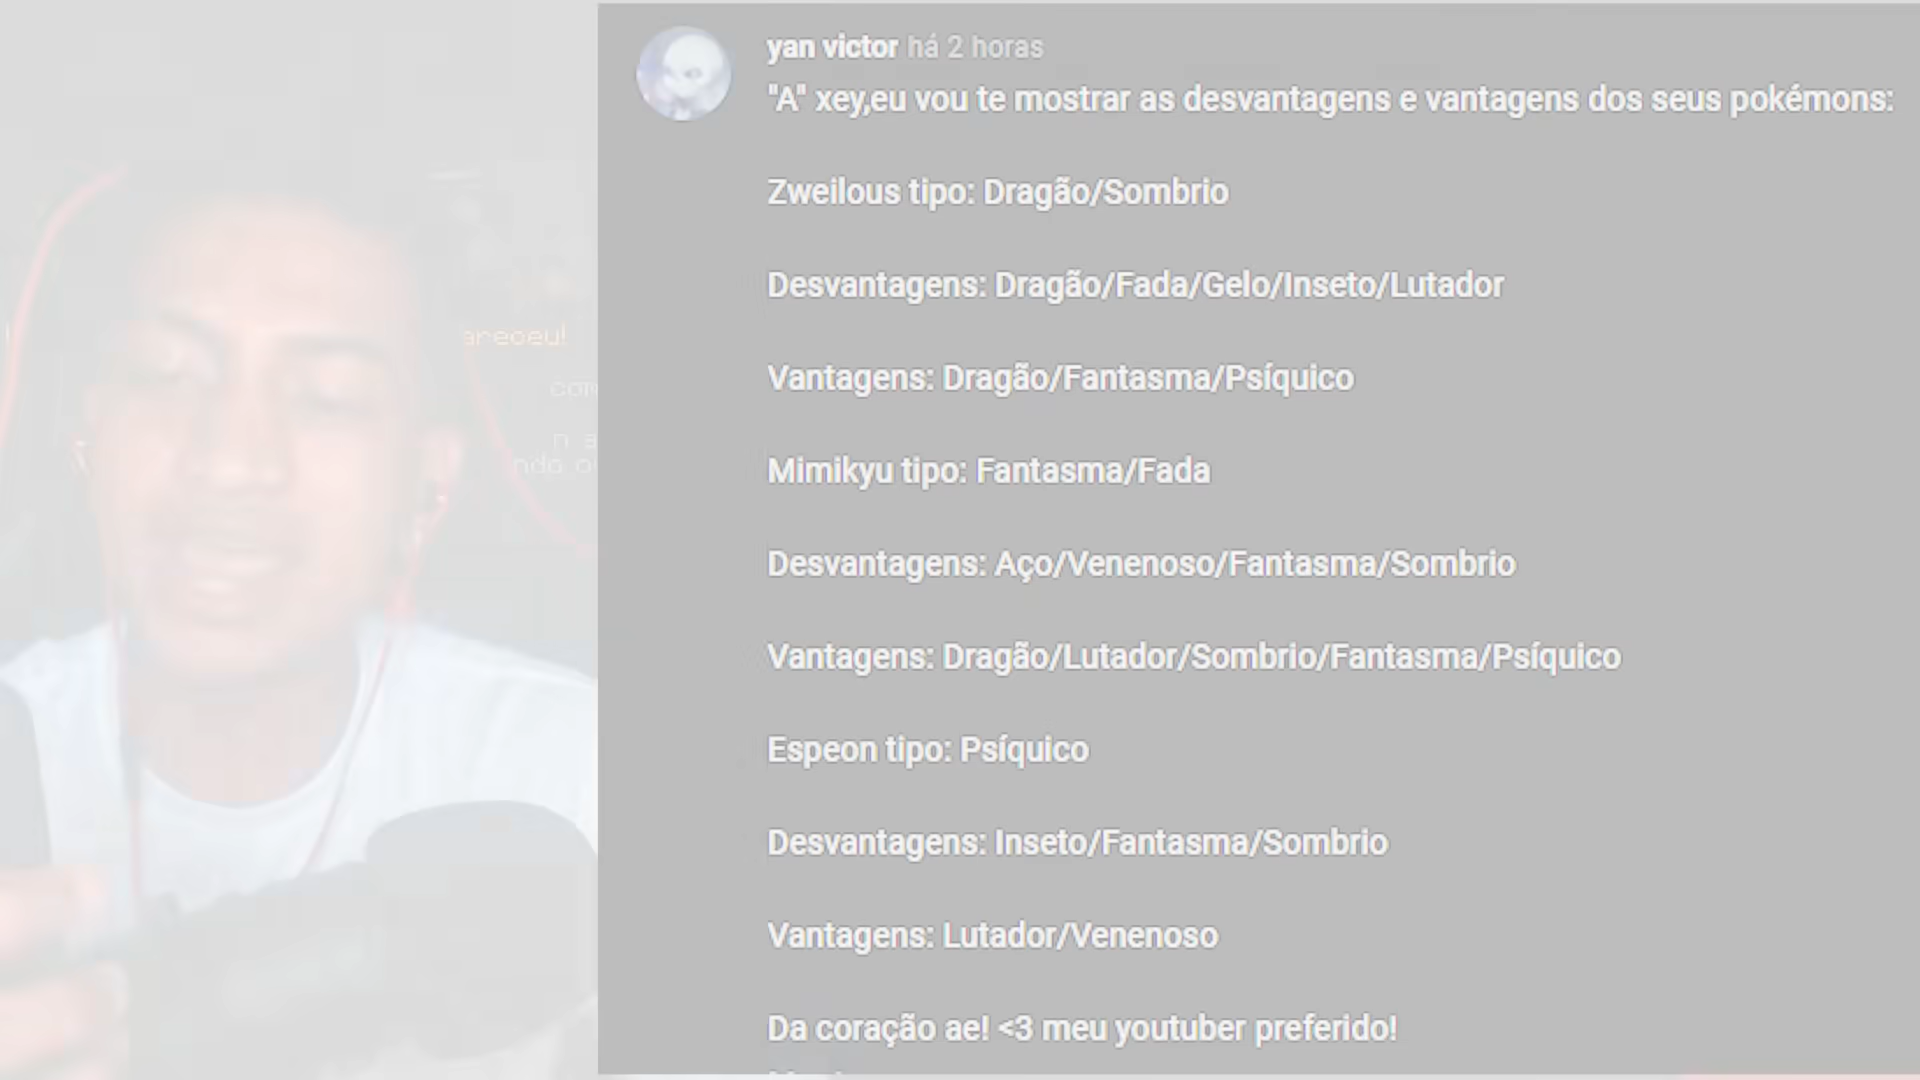 yan victor há 2 horas
"A" xey,eu vou te mostrar as desvantagens e vantagens dos seus pokémons:
Zweilous tipo: Dragão/Sombrio
Desvantagens: Dragão/Fada/Gelo/Inseto/Lutador
Vantagens: Dragão/Fantasma/Psíquico
Mimikyu tipo: Fantasma/Fada
Desvantagens: Aço/Venenoso/Fantasma/Sombrio
Vantagens: Dragão/Lutador/Sombrio/Fantasma/Psíquico
Espeon tipo: Psíquico
Desvantagens: Inseto/Fantasma/Sombrio
Vantagens: Lutador/Venenoso
Da coração ae! <3 meu youtuber preferido!
areceu!
com
n a
ndo o